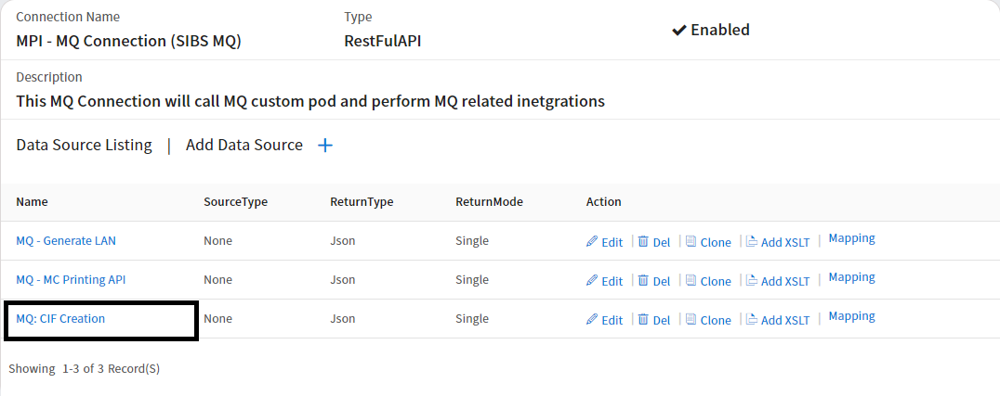 Connection Name Type
MPI - MQ Connection (SIBS MQ) RestFulAPI Enabled
Description
This MQ Connection will call MQ custom pod and perform MQ related inetgrations
Data Source Listing | Add Data Source +
Name SourceType ReturnType ReturnMode Action
MQ - Generate LAN None Json Single Edit | Del | Clone | Add XSLT | Mapping
MQ - MC Printing API None Json Single Edit | Del | Clone | Add XSLT | Mapping
MQ: CIF Creation None Json Single Edit | Del | Clone | Add XSLT | Mapping
Showing 1-3 of 3 Record(S)